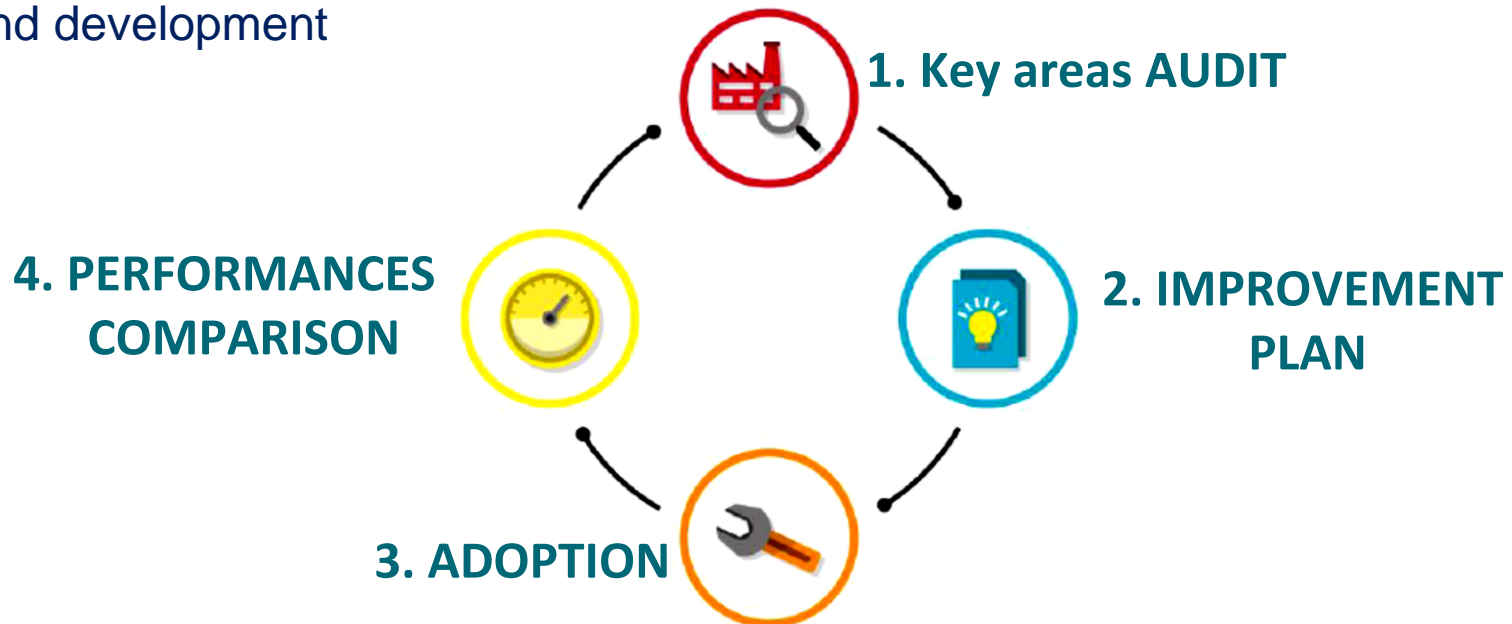 nd development
1. Key areas AUDIT
2. IMPROVEMENT
PLAN
3. ADOPTION
4. PERFORMANCES
COMPARISON